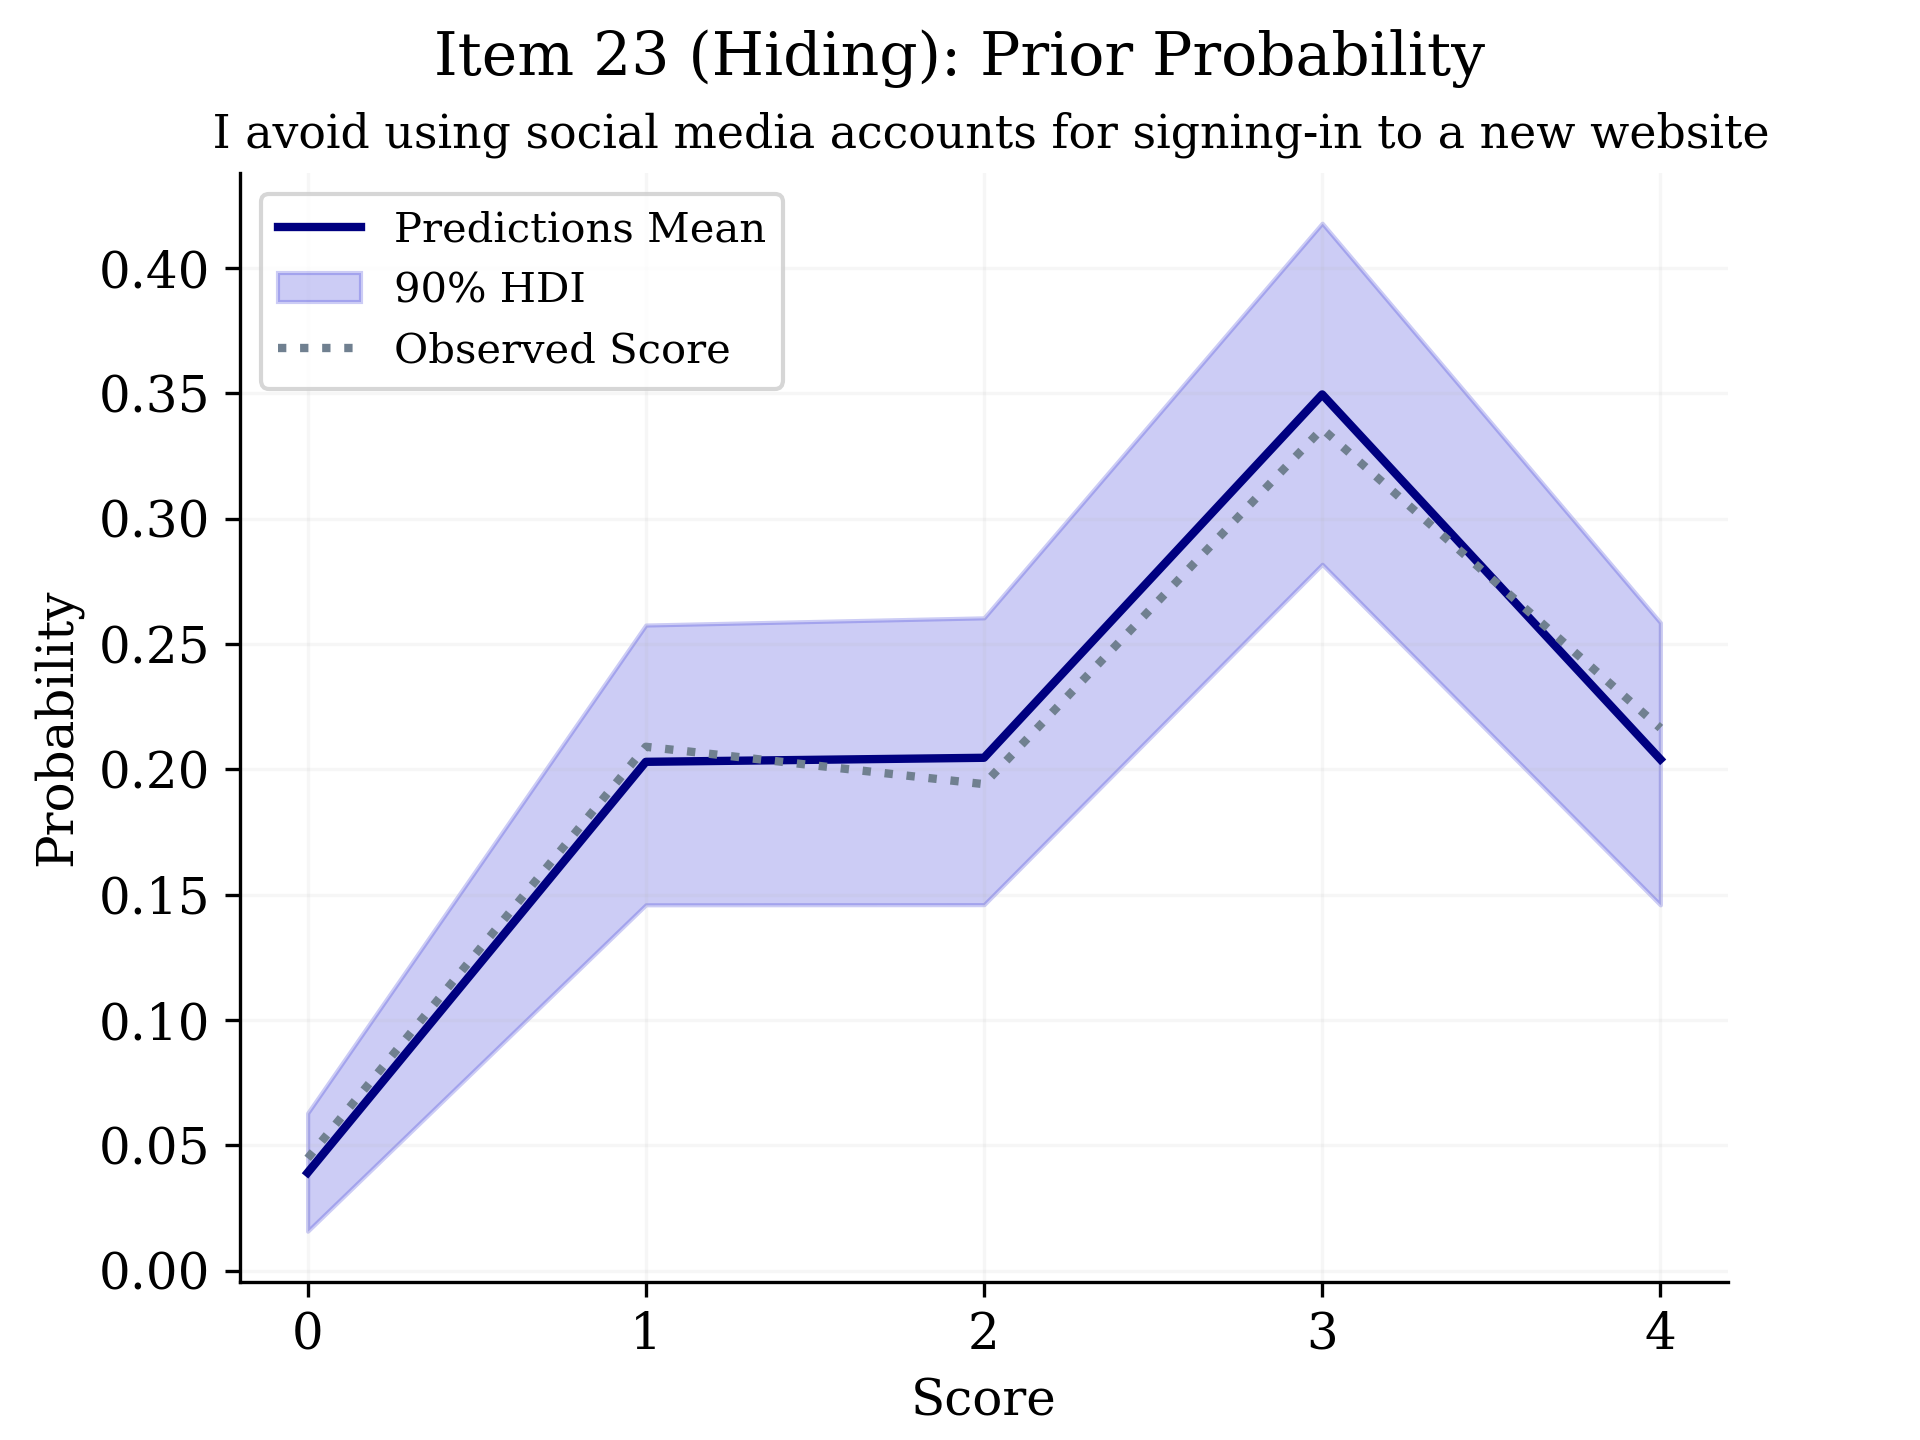 Item 23 (Hiding): Prior Probability
I avoid using social media accounts for signing-in to a new website
Predictions Mean
90% HDI
Observed Score
0.40
0.35
0.30
0.25
0.20
0.15
0.10
0.05
0.00
Probability
0 1 2 3 4
Score